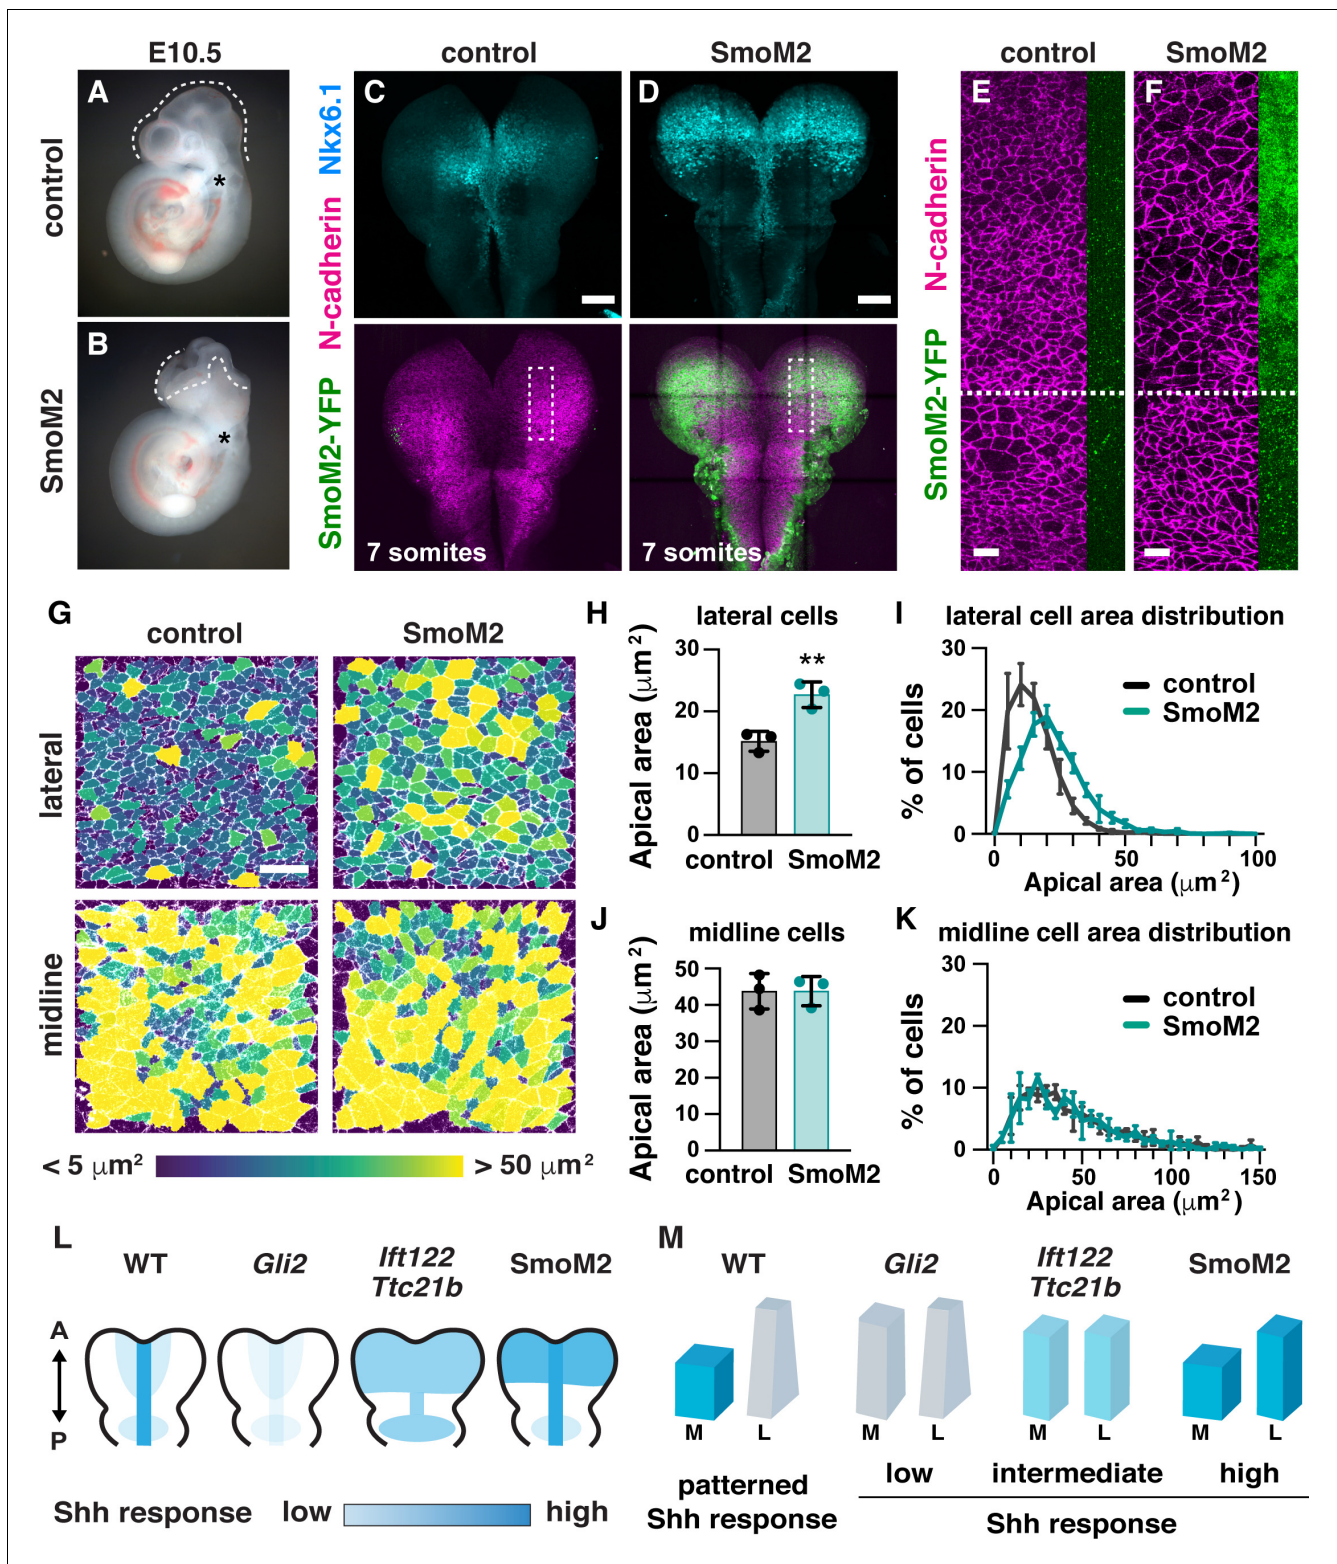 E10.5
control
SmoM2
control
SmoM2
A
control
*
B
SmoM2
*
SmoM2-YFP N-cadherin Nkx6.1
C
D
7 somites
7 somites
SmoM2-YFP N-cadherin
E
F
G
control
SmoM2
lateral
midline
< 5 μm²
> 50 μm²
H
lateral cells
Apical area (μm²)
30
20
10
0
**
control SmoM2
I
lateral cell area distribution
% of cells
30
20
10
0
control
SmoM2
0 50 100
Apical area (μm²)
J
midline cells
Apical area (μm²)
50
40
30
20
10
0
control SmoM2
K
midline cell area distribution
% of cells
30
20
10
0
control
SmoM2
0 50 100 150
Apical area (μm²)
L
WT
Gli2
Ift122
Ttc21b
SmoM2
A
P
Shh response
low
high
M
WT
Gli2
Ift122
Ttc21b
SmoM2
M L
M L
M L
M L
patterned
Shh response
low
intermediate
high
Shh response